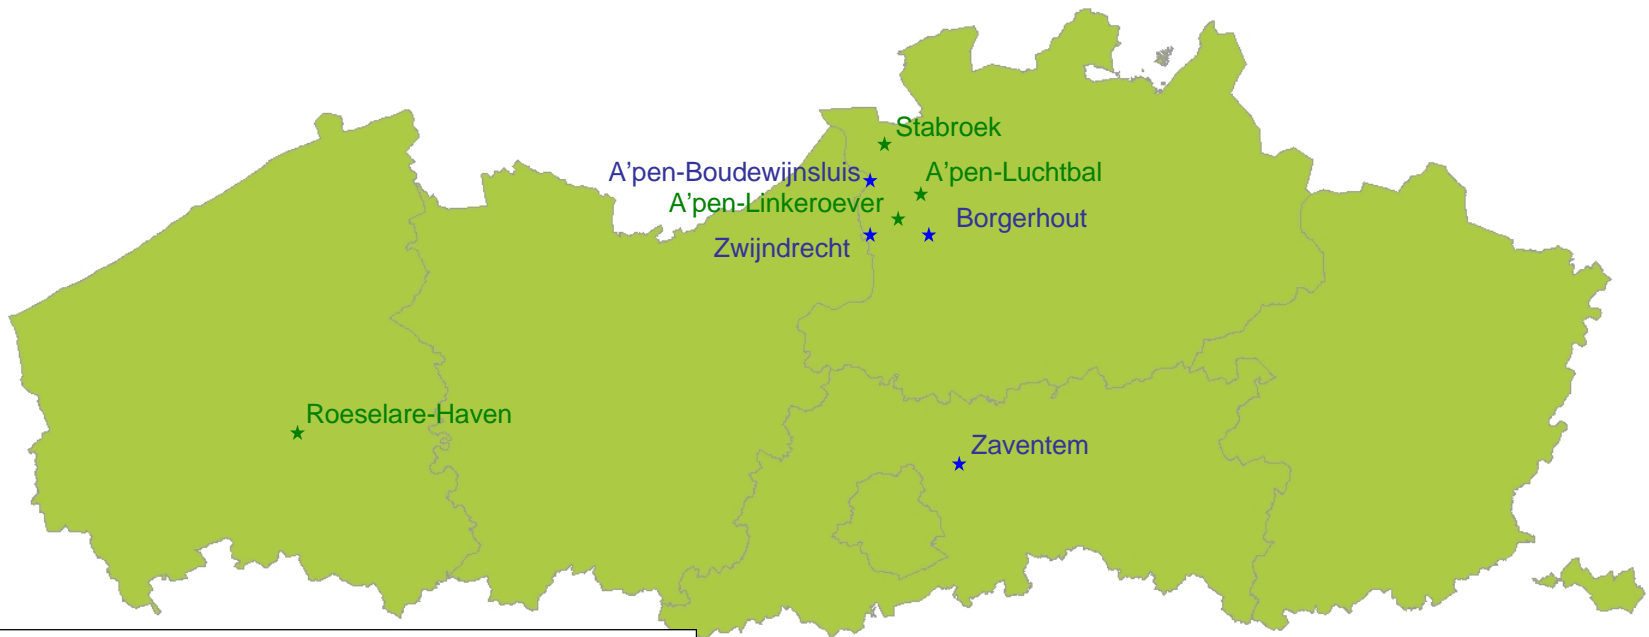 Stabroek
A'pen-Boudewijnsluis
A'pen-Luchtbal
A'pen-Linkeroever
Borgerhout
Zwijndrecht
Roeselare-Haven
Zaventem